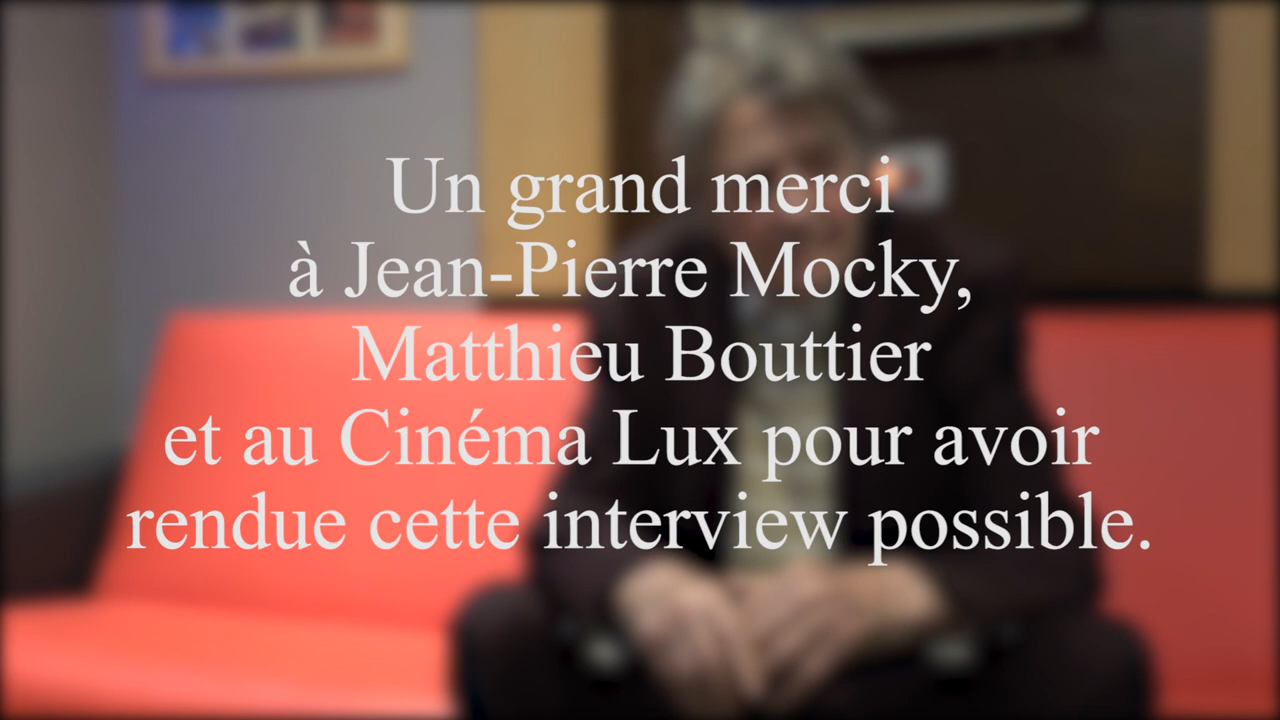 Un grand merci
à Jean-Pierre Mocky,
Matthieu Bouttier
et au Cinéma Lux pour avoir
rendue cette interview possible.